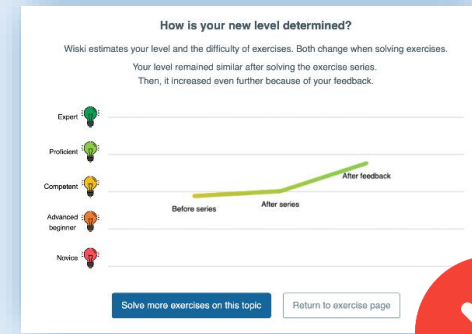 How is your new level determined?
Wiski estimates your level and the difficulty of exercises. Both change when solving exercises.
Your level remained similar after solving the exercise series.
Then, it increased even further because of your feedback.
Expert
Proficient
Competent
Advanced
beginner
Novice
Before series
After series
After feedback
Solve more exercises on this topic
Return to exercise page